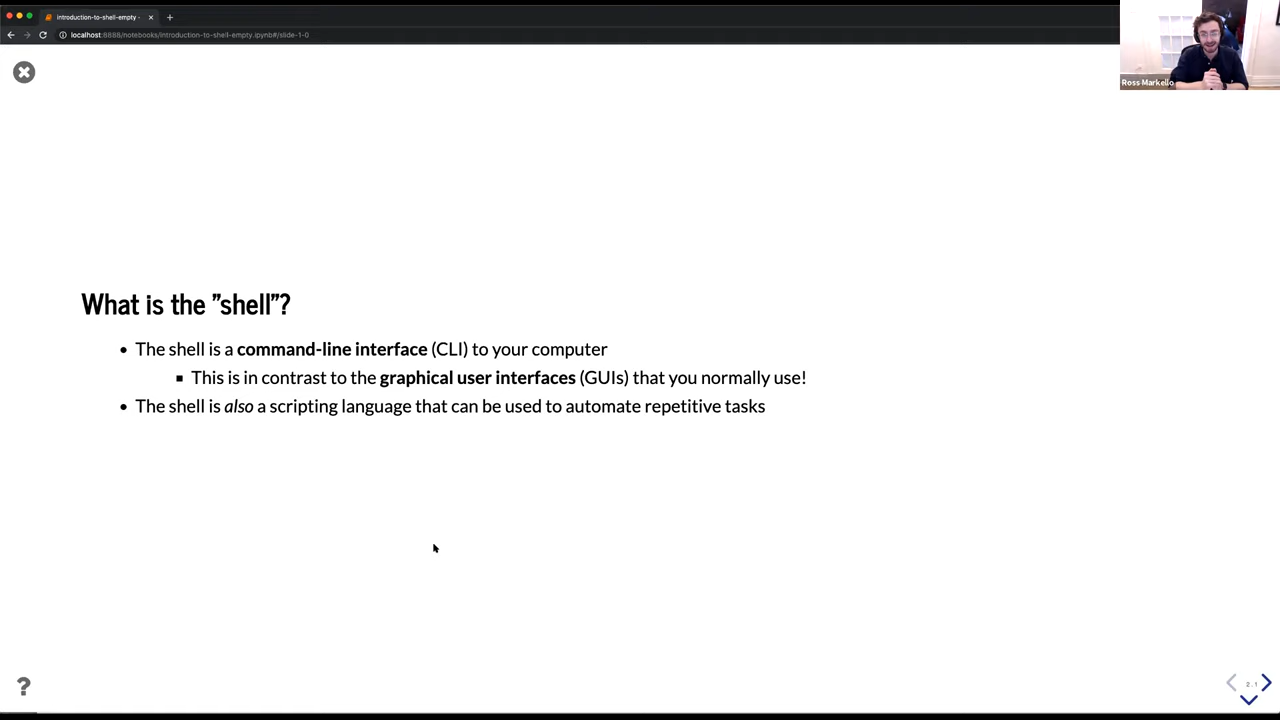 introduction-to-shell-empty -
localhost:8888/notebooks/introduction-to-shell-empty.ipynb#/slide-1-0
Ross Markello
What is the "shell"?
The shell is a command-line interface (CLI) to your computer
This is in contrast to the graphical user interfaces (GUIs) that you normally use!
The shell is also a scripting language that can be used to automate repetitive tasks
?
2.1